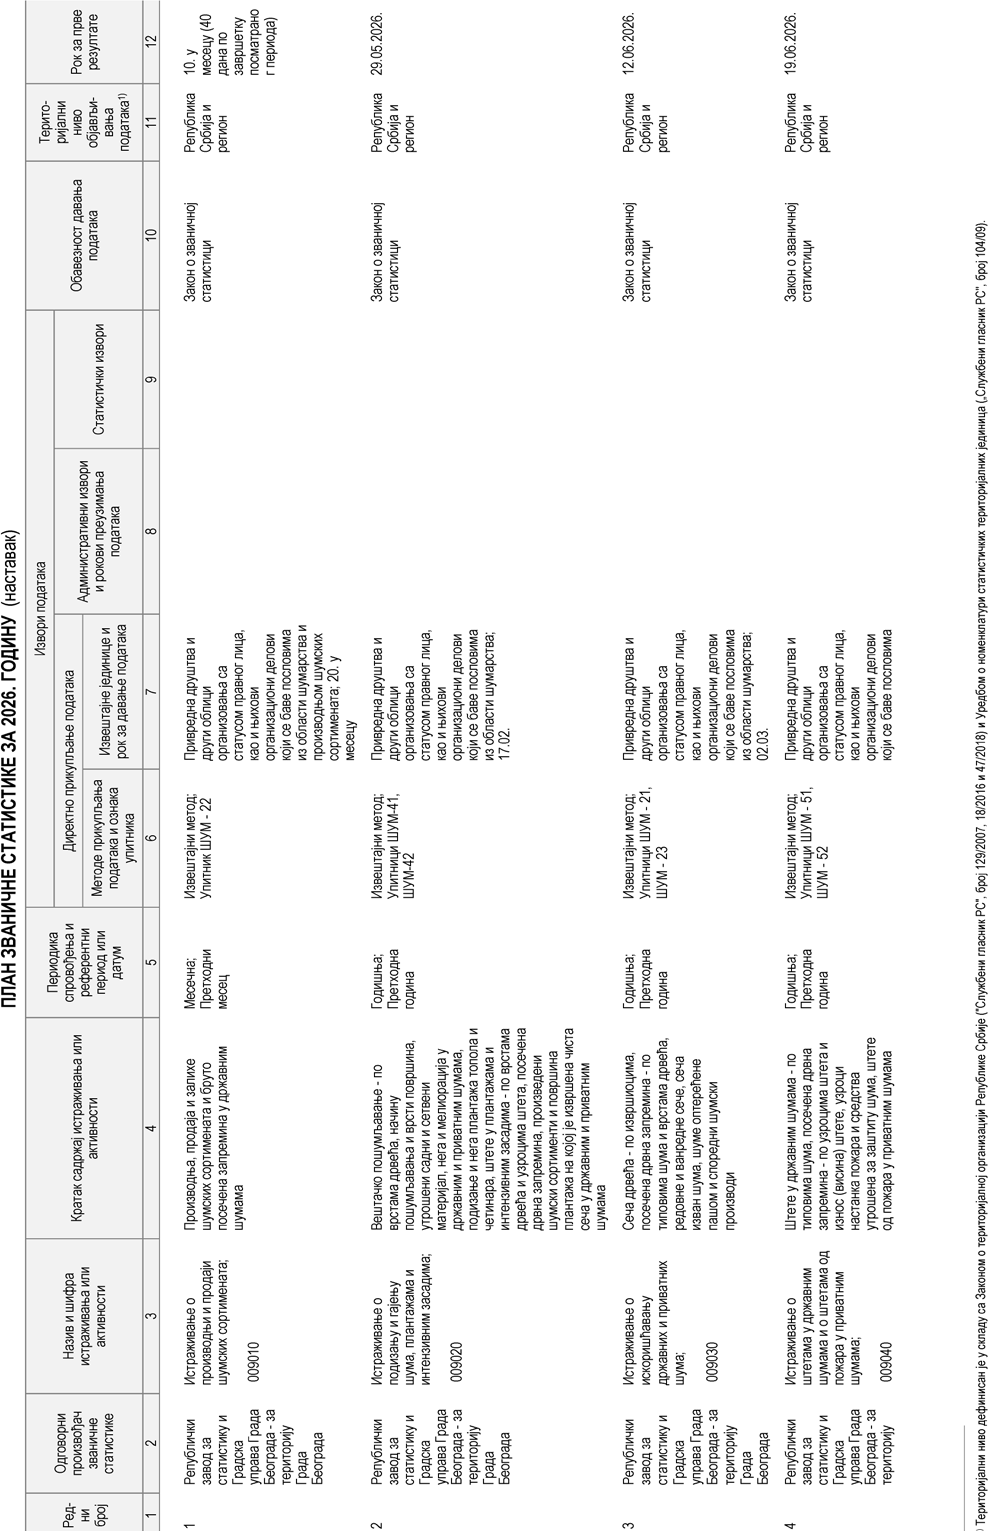 ПЛАН ЗВАНИЧНЕ СТАТИСТИКЕ ЗА 2026. ГОДИНУ (наставак)
Ред-
ни
број
Одговорни
произвођач
званичне
статистике
Назив и шифра
истраживања или
активности
Кратак садржај истраживања или
активности
Периодика
спровођења и
референтни
период или
датум
Извори података
Директно прикупљање података
Методе прикупљања
података и ознака
упитника
Извештајне јединице и
рок за давање података
Административни извори
и рокови преузимања
података
Статистички извори
Обавезност давања
података
Терито-
ријални
ниво
објављи-
вања
података1)
Рок за прве
резултате
1 2 3 4 5 6 7 8 9 10 11 12
1
Републички
завод за
статистику и
Градска
управа Града
Београда - за
територију
Града
Београда
Истраживање о
производњи и продаји
шумских сортимената;
009010
Производња, продаја и залихе
шумских сортимената и бруто
посечена запремина у државним
шумама
Месечна;
Претходни
месец
Извештајни метод;
Упитник ШУМ - 22
Привредна друштва и
други облици
организовања са
статусом правног лица,
као и њихови
организациони делови
који се баве пословима
из области шумарства и
производњом шумских
сортимената; 20. у
месецу
Закон о званичној
статистици
Република
Србија и
регион
10. у
месецу (40
дана по
завршетку
посматрано
г периода)
2
Републички
завод за
статистику и
Градска
управа Града
Београда - за
територију
Града
Београда
Истраживање о
подизању и гајењу
шума, плантажама и
интензивним засадима;
009020
Вештачко пошумљавање - по
врстама дрвећа, начину
пошумљавања и врсти површина,
утрошени садни и сетвени
материјал, нега и мелиорација у
државним и приватним шумама,
подизање и нега плантажа топола и
четинара, штете у плантажама и
интензивним засадима - по врстама
дрвећа и узроцима штета, посечена
дрвна запремина, произведени
шумски сортименти и површина
плантажа на којој је извршена чиста
сеча у државним и приватним
шумама
Годишња;
Претходна
година
Извештајни метод;
Упитници ШУМ-41,
ШУМ-42
Привредна друштва и
други облици
организовања са
статусом правног лица,
као и њихови
организациони делови
који се баве пословима
из области шумарства;
17.02.
Закон о званичној
статистици
Република
Србија и
регион
29.05.2026.
3
Републички
завод за
статистику и
Градска
управа Града
Београда - за
територију
Града
Београда
Истраживање о
искоришћавању
државних и приватних
шума;
009030
Сеча дрвећа - по извршиоцима,
посечена дрвна запремина - по
типовима шума и врстама дрвећа,
редовне и ванредне сече, сеча
изван шума, шуме оптерећене
пашом и споредни шумски
производи
Годишња;
Претходна
година
Извештајни метод;
Упитници ШУМ - 21,
ШУМ - 23
Привредна друштва и
други облици
организовања са
статусом правног лица,
као и њихови
организациони делови
који се баве пословима
из области шумарства;
02.03.
Закон о званичној
статистици
Република
Србија и
регион
12.06.2026.
4
Републички
завод за
статистику и
Градска
управа Града
Београда - за
територију
Истраживање о
штетама у државним
шумама и о штетама од
пожара у приватним
шумама;
009040
Штете у државним шумама - по
типовима шума, посечена дрвна
запремина - по узроцима штета и
износ (висина) штете, узроци
настанка пожара и средства
утрошена за заштиту шума, штете
од пожара у приватним шумама
Годишња;
Претходна
година
Извештајни метод;
Упитници ШУМ - 51,
ШУМ - 52
Привредна друштва и
други облици
организовања са
статусом правног лица,
као и њихови
организациони делови
који се баве пословима
Закон о званичној
статистици
Република
Србија и
регион
19.06.2026.
) Територијални ниво дефинисан је у складу са Законом о територијалној организацији Републике Србије ("Службени гласник РС", број 129/2007, 18/2016 и 47/2018) и Уредбом о номенклатури статистичких територијалних јединица („Службени гласник РС", број 104/09).